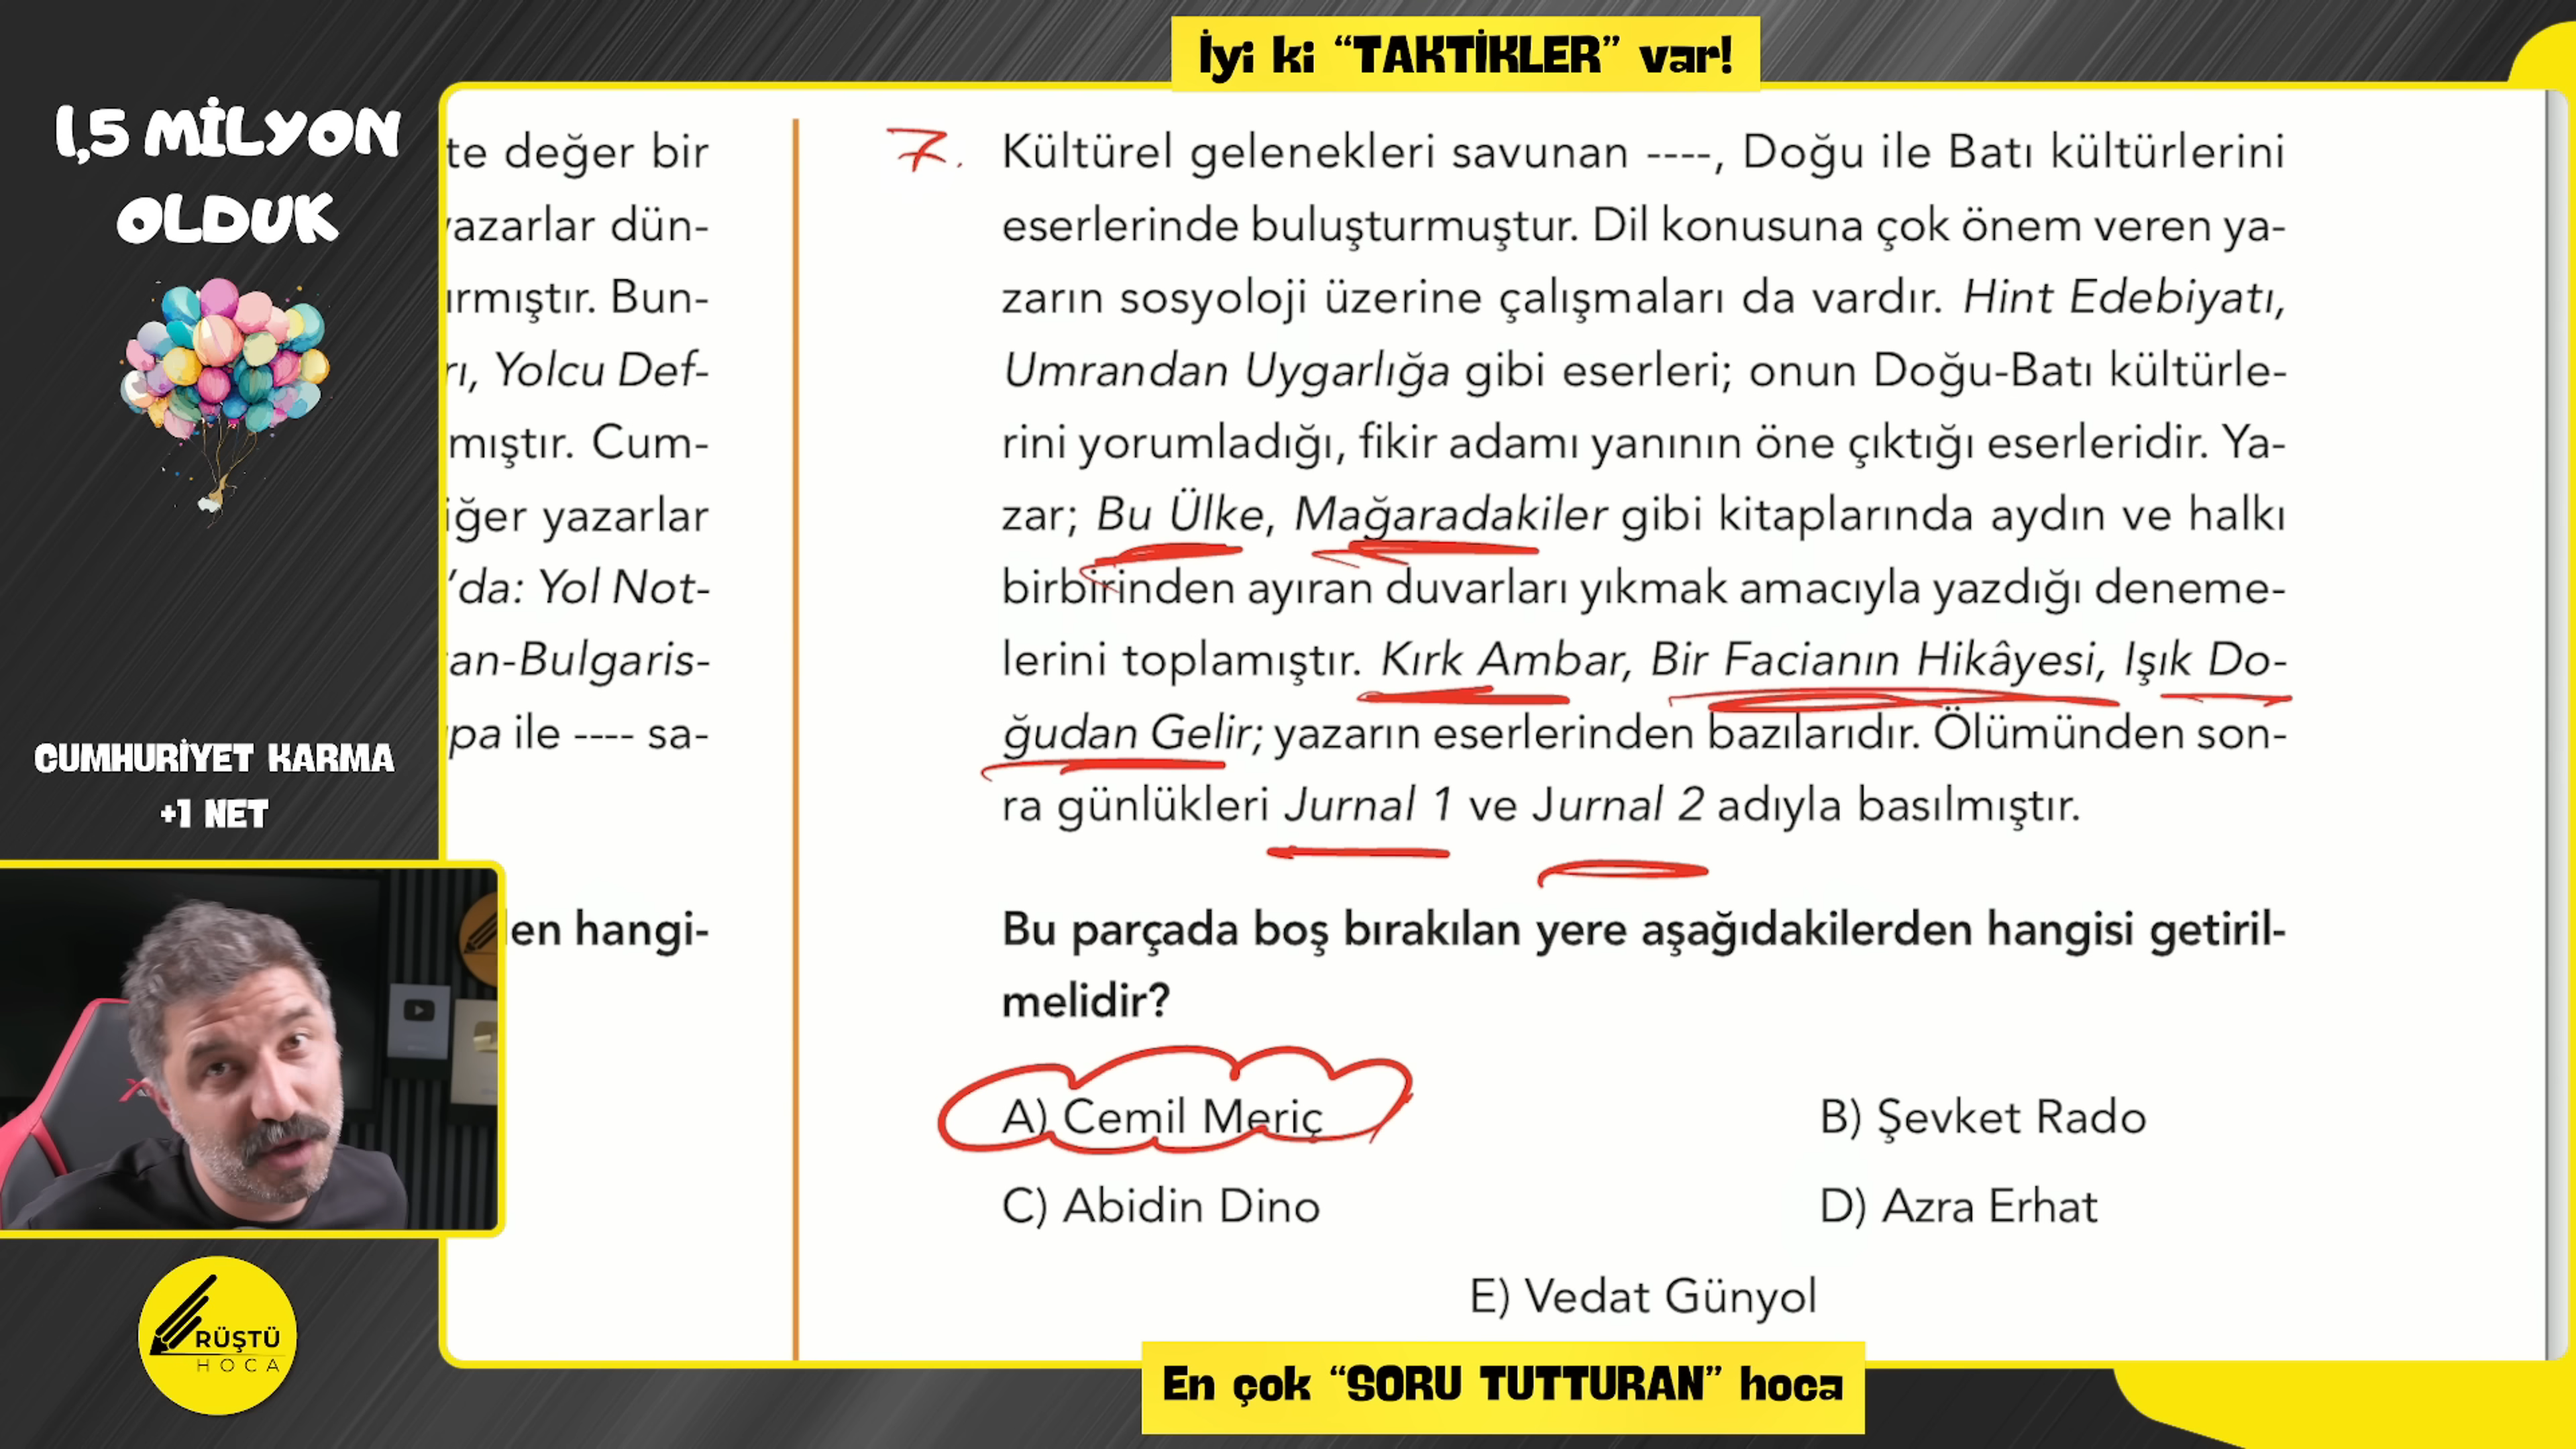 İyi ki “TAKTİKLER” var!
1,5 MİLYON
OLDUK
CUMHURİYET KARMA
+1 NET
te değer bir
yazarlar dün-
ırmıştır. Bun-
rı, Yolcu Def-
mıştır. Cum-
iğer yazarlar
’da: Yol Not-
an-Bulgaris-
pa ile ---- sa-
en hangi-
7. Kültürel gelenekleri savunan ----, Doğu ile Batı kültürlerini
eserlerinde buluşturmuştur. Dil konusuna çok önem veren ya-
zarın sosyoloji üzerine çalışmaları da vardır. Hint Edebiyatı,
Umrandan Uygarlığa gibi eserleri; onun Doğu-Batı kültürle-
rini yorumladığı, fikir adamı yanının öne çıktığı eserleridir. Ya-
zar; Bu Ülke, Mağaradakiler gibi kitaplarında aydın ve halkı
birbirinden ayıran duvarları yıkmak amacıyla yazdığı deneme-
lerini toplamıştır. Kırk Ambar, Bir Facianın Hikâyesi, Işık Do-
ğudan Gelir; yazarın eserlerinden bazılarıdır. Ölümünden son-
ra günlükleri Jurnal 1 ve Jurnal 2 adıyla basılmıştır.
Bu parçada boş bırakılan yere aşağıdakilerden hangisi getiril-
melidir?
A) Cemil Meriç
B) Şevket Rado
C) Abidin Dino
D) Azra Erhat
E) Vedat Günyol
RÜŞTÜ
HOCA
En çok “SORU TUTTURAN” hoca